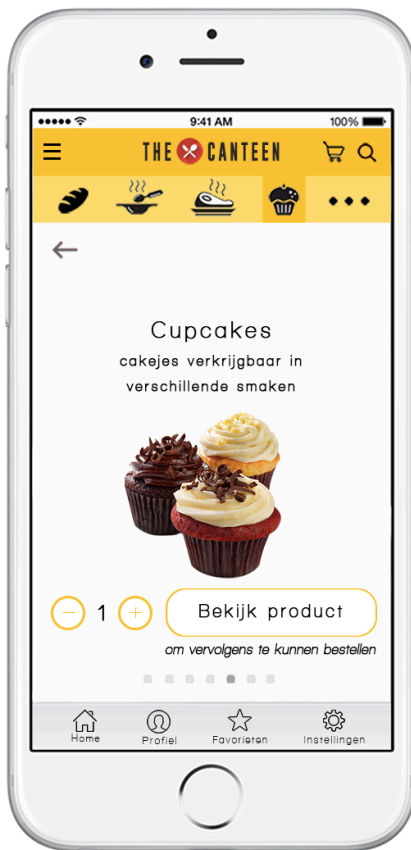 9:41 AM 100%
THE CANTEEN
Cupcakes
cakejes verkrijgbaar in
verschillende smaken
1 Bekijk product
om vervolgens te kunnen bestellen
Home Profiel Favorieten Instellingen